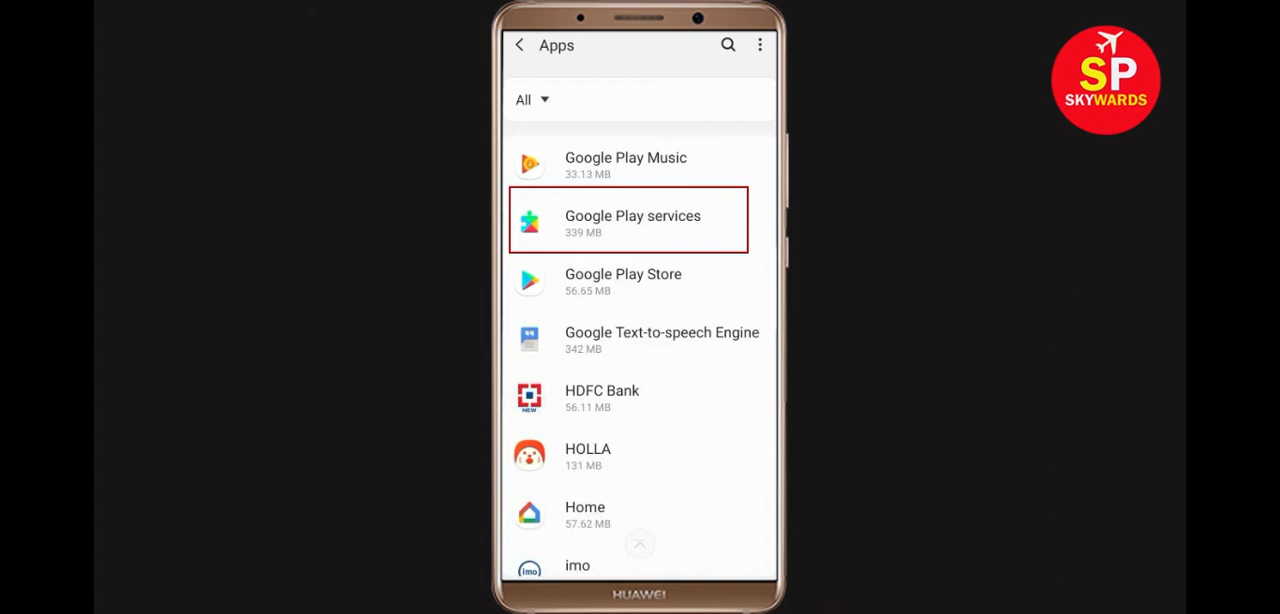 Apps
All
Google Play Music
33.13 MB
Google Play services
339 MB
Google Play Store
56.65 MB
Google Text-to-speech Engine
342 MB
HDFC Bank
NEW
56.11 MB
HOLLA
131 MB
Home
57.62 MB
imo
imo
HUAWEI
SP
SKYWARDS